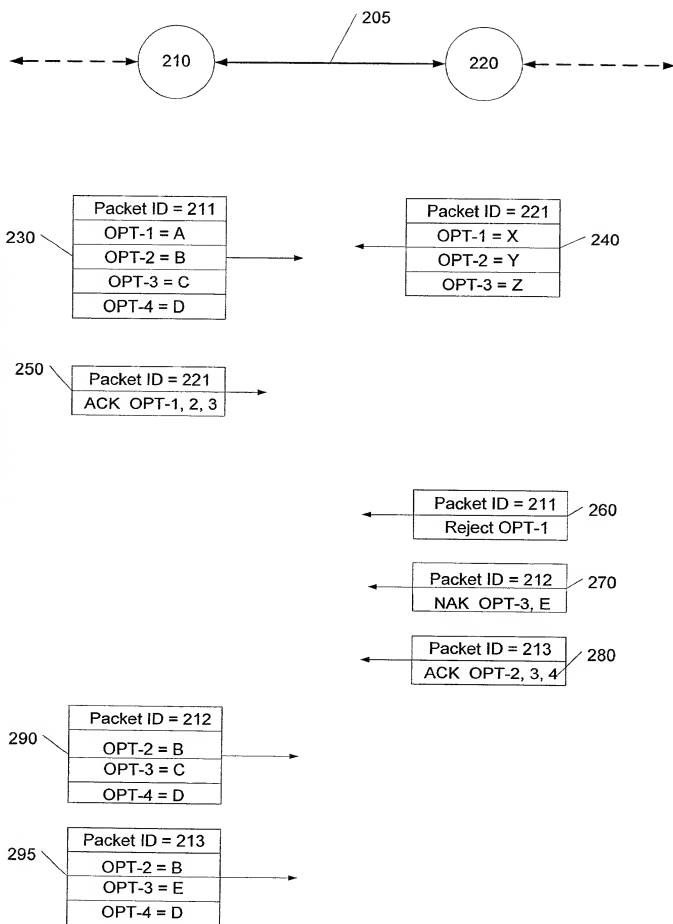 205
210
220
230
Packet ID = 211
OPT-1 = A
OPT-2 = B
OPT-3 = C
OPT-4 = D
Packet ID = 221
OPT-1 = X
OPT-2 = Y
OPT-3 = Z
240
250
Packet ID = 221
ACK OPT-1, 2, 3
Packet ID = 211
Reject OPT-1
260
Packet ID = 212
NAK OPT-3, E
270
Packet ID = 213
ACK OPT-2, 3, 4
280
290
Packet ID = 212
OPT-2 = B
OPT-3 = C
OPT-4 = D
295
Packet ID = 213
OPT-2 = B
OPT-3 = E
OPT-4 = D